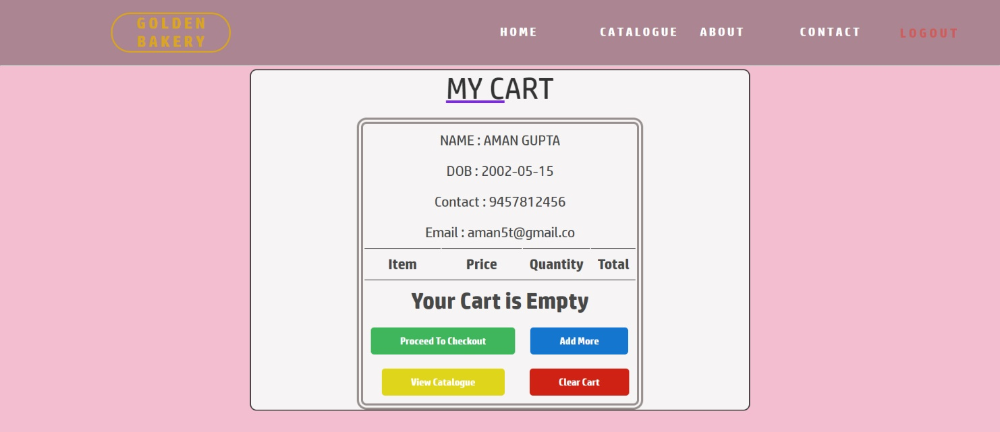 GOLDEN
BAKERY
HOME CATALOGUE ABOUT CONTACT LOGOUT
MY CART
NAME : AMAN GUPTA
DOB : 2002-05-15
Contact : 9457812456
Email : aman5t@gmail.co
Item Price Quantity Total
Your Cart is Empty
Proceed To Checkout Add More
View Catalogue Clear Cart